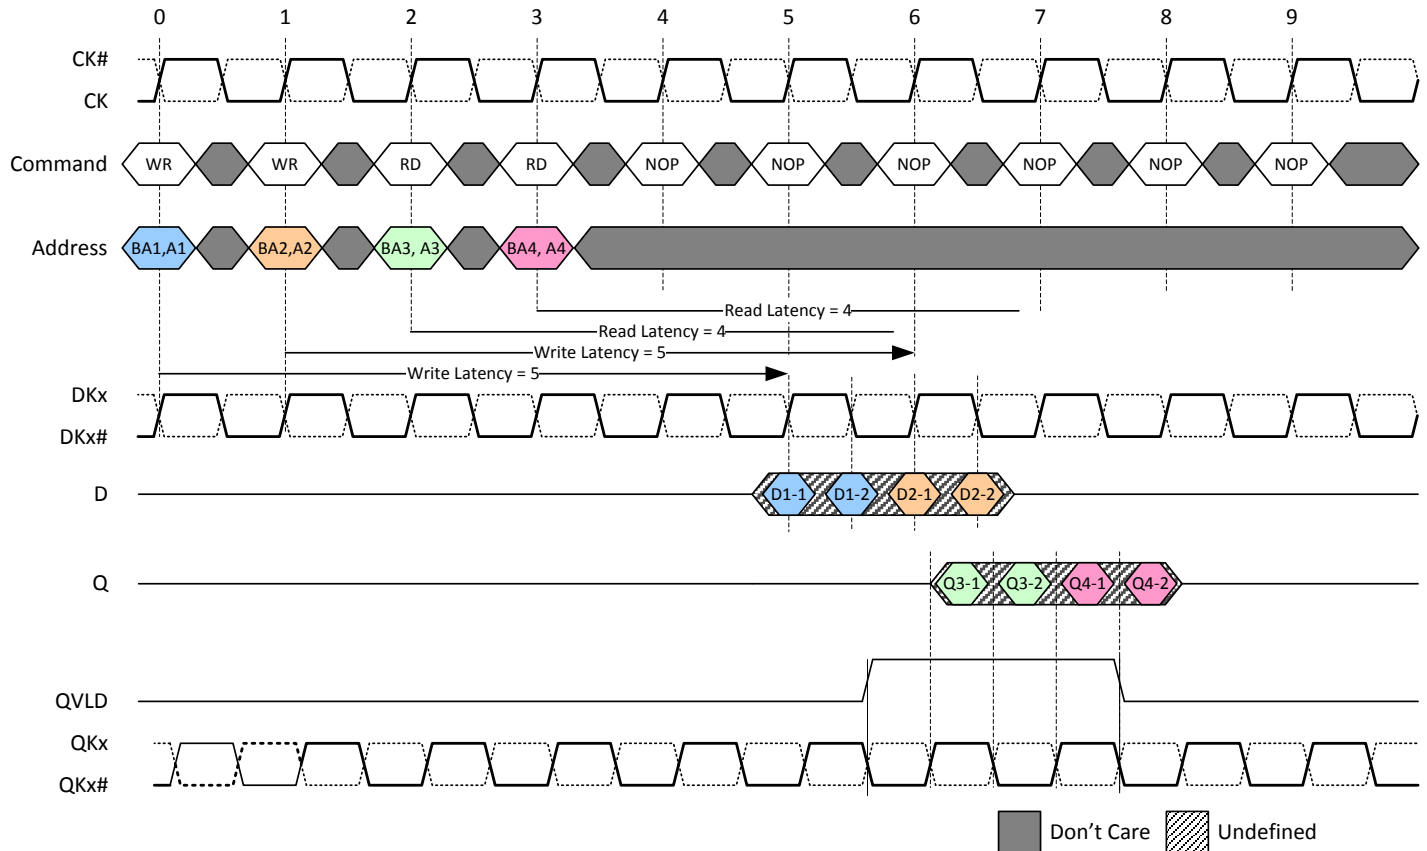 0 1 2 3 4 5 6 7 8 9
CK#
CK
Command WR WR RD RD NOP NOP NOP NOP NOP NOP
Address BA1,A1 BA2,A2 BA3, A3 BA4, A4
Read Latency = 4
Read Latency = 4
Write Latency = 5
Write Latency = 5
DKx
DKx#
D D1-1 D1-2 D2-1 D2-2
Q Q3-1 Q3-2 Q4-1 Q4-2
QVLD
QKx
QKx#
Don't Care Undefined